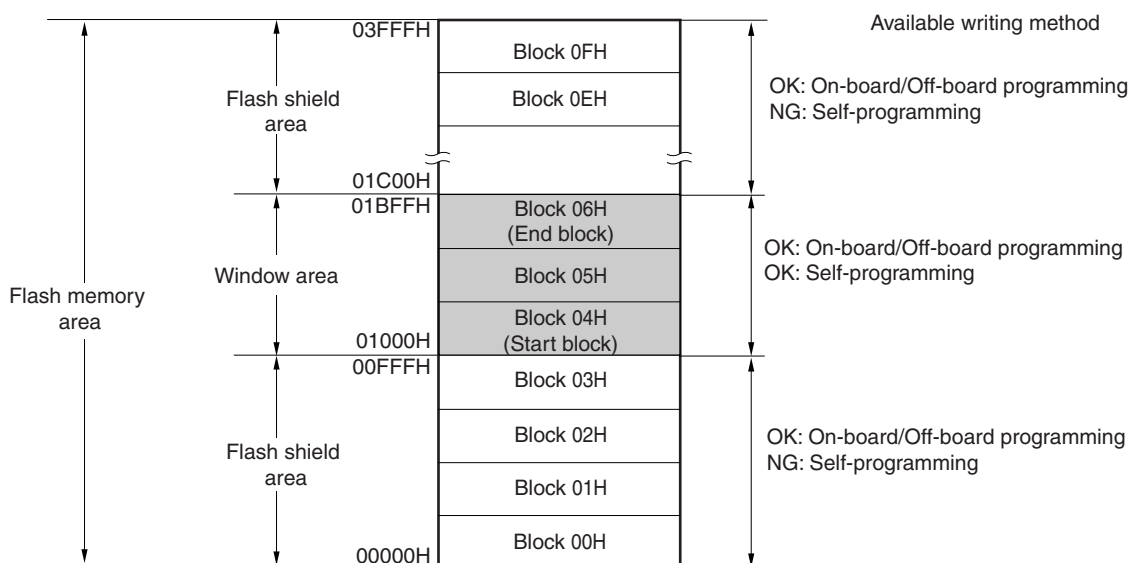 Available writing method
03FFFH
Block 0FH
Block 0EH
Flash shield
area
OK: On-board/Off-board programming
NG: Self-programming
01C00H
01BFFH
Block 06H
(End block)
Block 05H
Block 04H
(Start block)
Window area
OK: On-board/Off-board programming
OK: Self-programming
Flash memory
area
01000H
00FFFH
Block 03H
Block 02H
Block 01H
Block 00H
Flash shield
area
OK: On-board/Off-board programming
NG: Self-programming
00000H